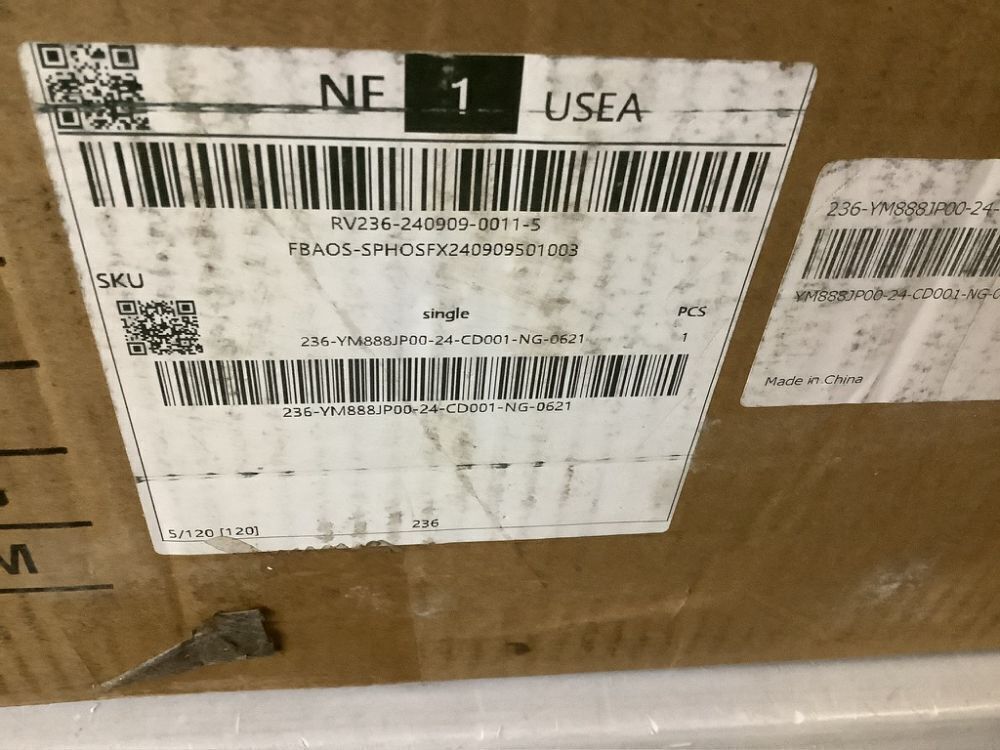 NF 1 USEA
RV236-240909-0011-5
FBAOS-SPHOSFX240909501003
SKU
single PCS
236-YM888JP00-24-CD001-NG-0621 1
236-YM888JP00-24-CD001-NG-0621
5/120 [120] 236
236-YM888JP00-24-
YM888JP00-24-CD001-NG-0
Made in China
M